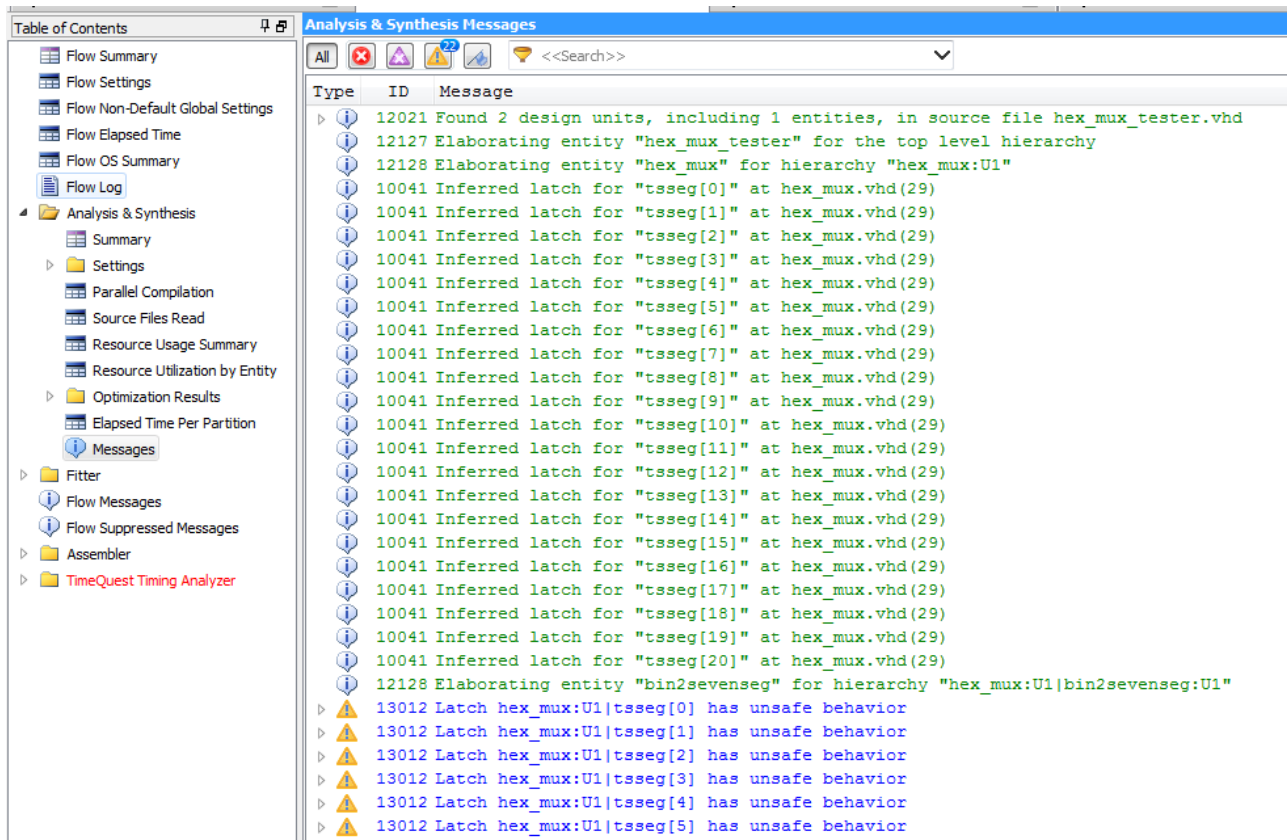 Table of Contents
Flow Summary
Flow Settings
Flow Non-Default Global Settings
Flow Elapsed Time
Flow OS Summary
Flow Log
Analysis & Synthesis
Summary
Settings
Parallel Compilation
Source Files Read
Resource Usage Summary
Resource Utilization by Entity
Optimization Results
Elapsed Time Per Partition
Messages
Fitter
Flow Messages
Flow Suppressed Messages
Assembler
TimeQuest Timing Analyzer
Analysis & Synthesis Messages
All 22 <<Search>>
Type ID Message
12021 Found 2 design units, including 1 entities, in source file hex_mux_tester.vhd
12127 Elaborating entity "hex_mux_tester" for the top level hierarchy
12128 Elaborating entity "hex_mux" for hierarchy "hex_mux:U1"
10041 Inferred latch for "tsseg[0]" at hex_mux.vhd(29)
10041 Inferred latch for "tsseg[1]" at hex_mux.vhd(29)
10041 Inferred latch for "tsseg[2]" at hex_mux.vhd(29)
10041 Inferred latch for "tsseg[3]" at hex_mux.vhd(29)
10041 Inferred latch for "tsseg[4]" at hex_mux.vhd(29)
10041 Inferred latch for "tsseg[5]" at hex_mux.vhd(29)
10041 Inferred latch for "tsseg[6]" at hex_mux.vhd(29)
10041 Inferred latch for "tsseg[7]" at hex_mux.vhd(29)
10041 Inferred latch for "tsseg[8]" at hex_mux.vhd(29)
10041 Inferred latch for "tsseg[9]" at hex_mux.vhd(29)
10041 Inferred latch for "tsseg[10]" at hex_mux.vhd(29)
10041 Inferred latch for "tsseg[11]" at hex_mux.vhd(29)
10041 Inferred latch for "tsseg[12]" at hex_mux.vhd(29)
10041 Inferred latch for "tsseg[13]" at hex_mux.vhd(29)
10041 Inferred latch for "tsseg[14]" at hex_mux.vhd(29)
10041 Inferred latch for "tsseg[15]" at hex_mux.vhd(29)
10041 Inferred latch for "tsseg[16]" at hex_mux.vhd(29)
10041 Inferred latch for "tsseg[17]" at hex_mux.vhd(29)
10041 Inferred latch for "tsseg[18]" at hex_mux.vhd(29)
10041 Inferred latch for "tsseg[19]" at hex_mux.vhd(29)
10041 Inferred latch for "tsseg[20]" at hex_mux.vhd(29)
12128 Elaborating entity "bin2sevenseg" for hierarchy "hex_mux:U1|bin2sevenseg:U1"
13012 Latch hex_mux:U1|tsseg[0] has unsafe behavior
13012 Latch hex_mux:U1|tsseg[1] has unsafe behavior
13012 Latch hex_mux:U1|tsseg[2] has unsafe behavior
13012 Latch hex_mux:U1|tsseg[3] has unsafe behavior
13012 Latch hex_mux:U1|tsseg[4] has unsafe behavior
13012 Latch hex_mux:U1|tsseg[5] has unsafe behavior